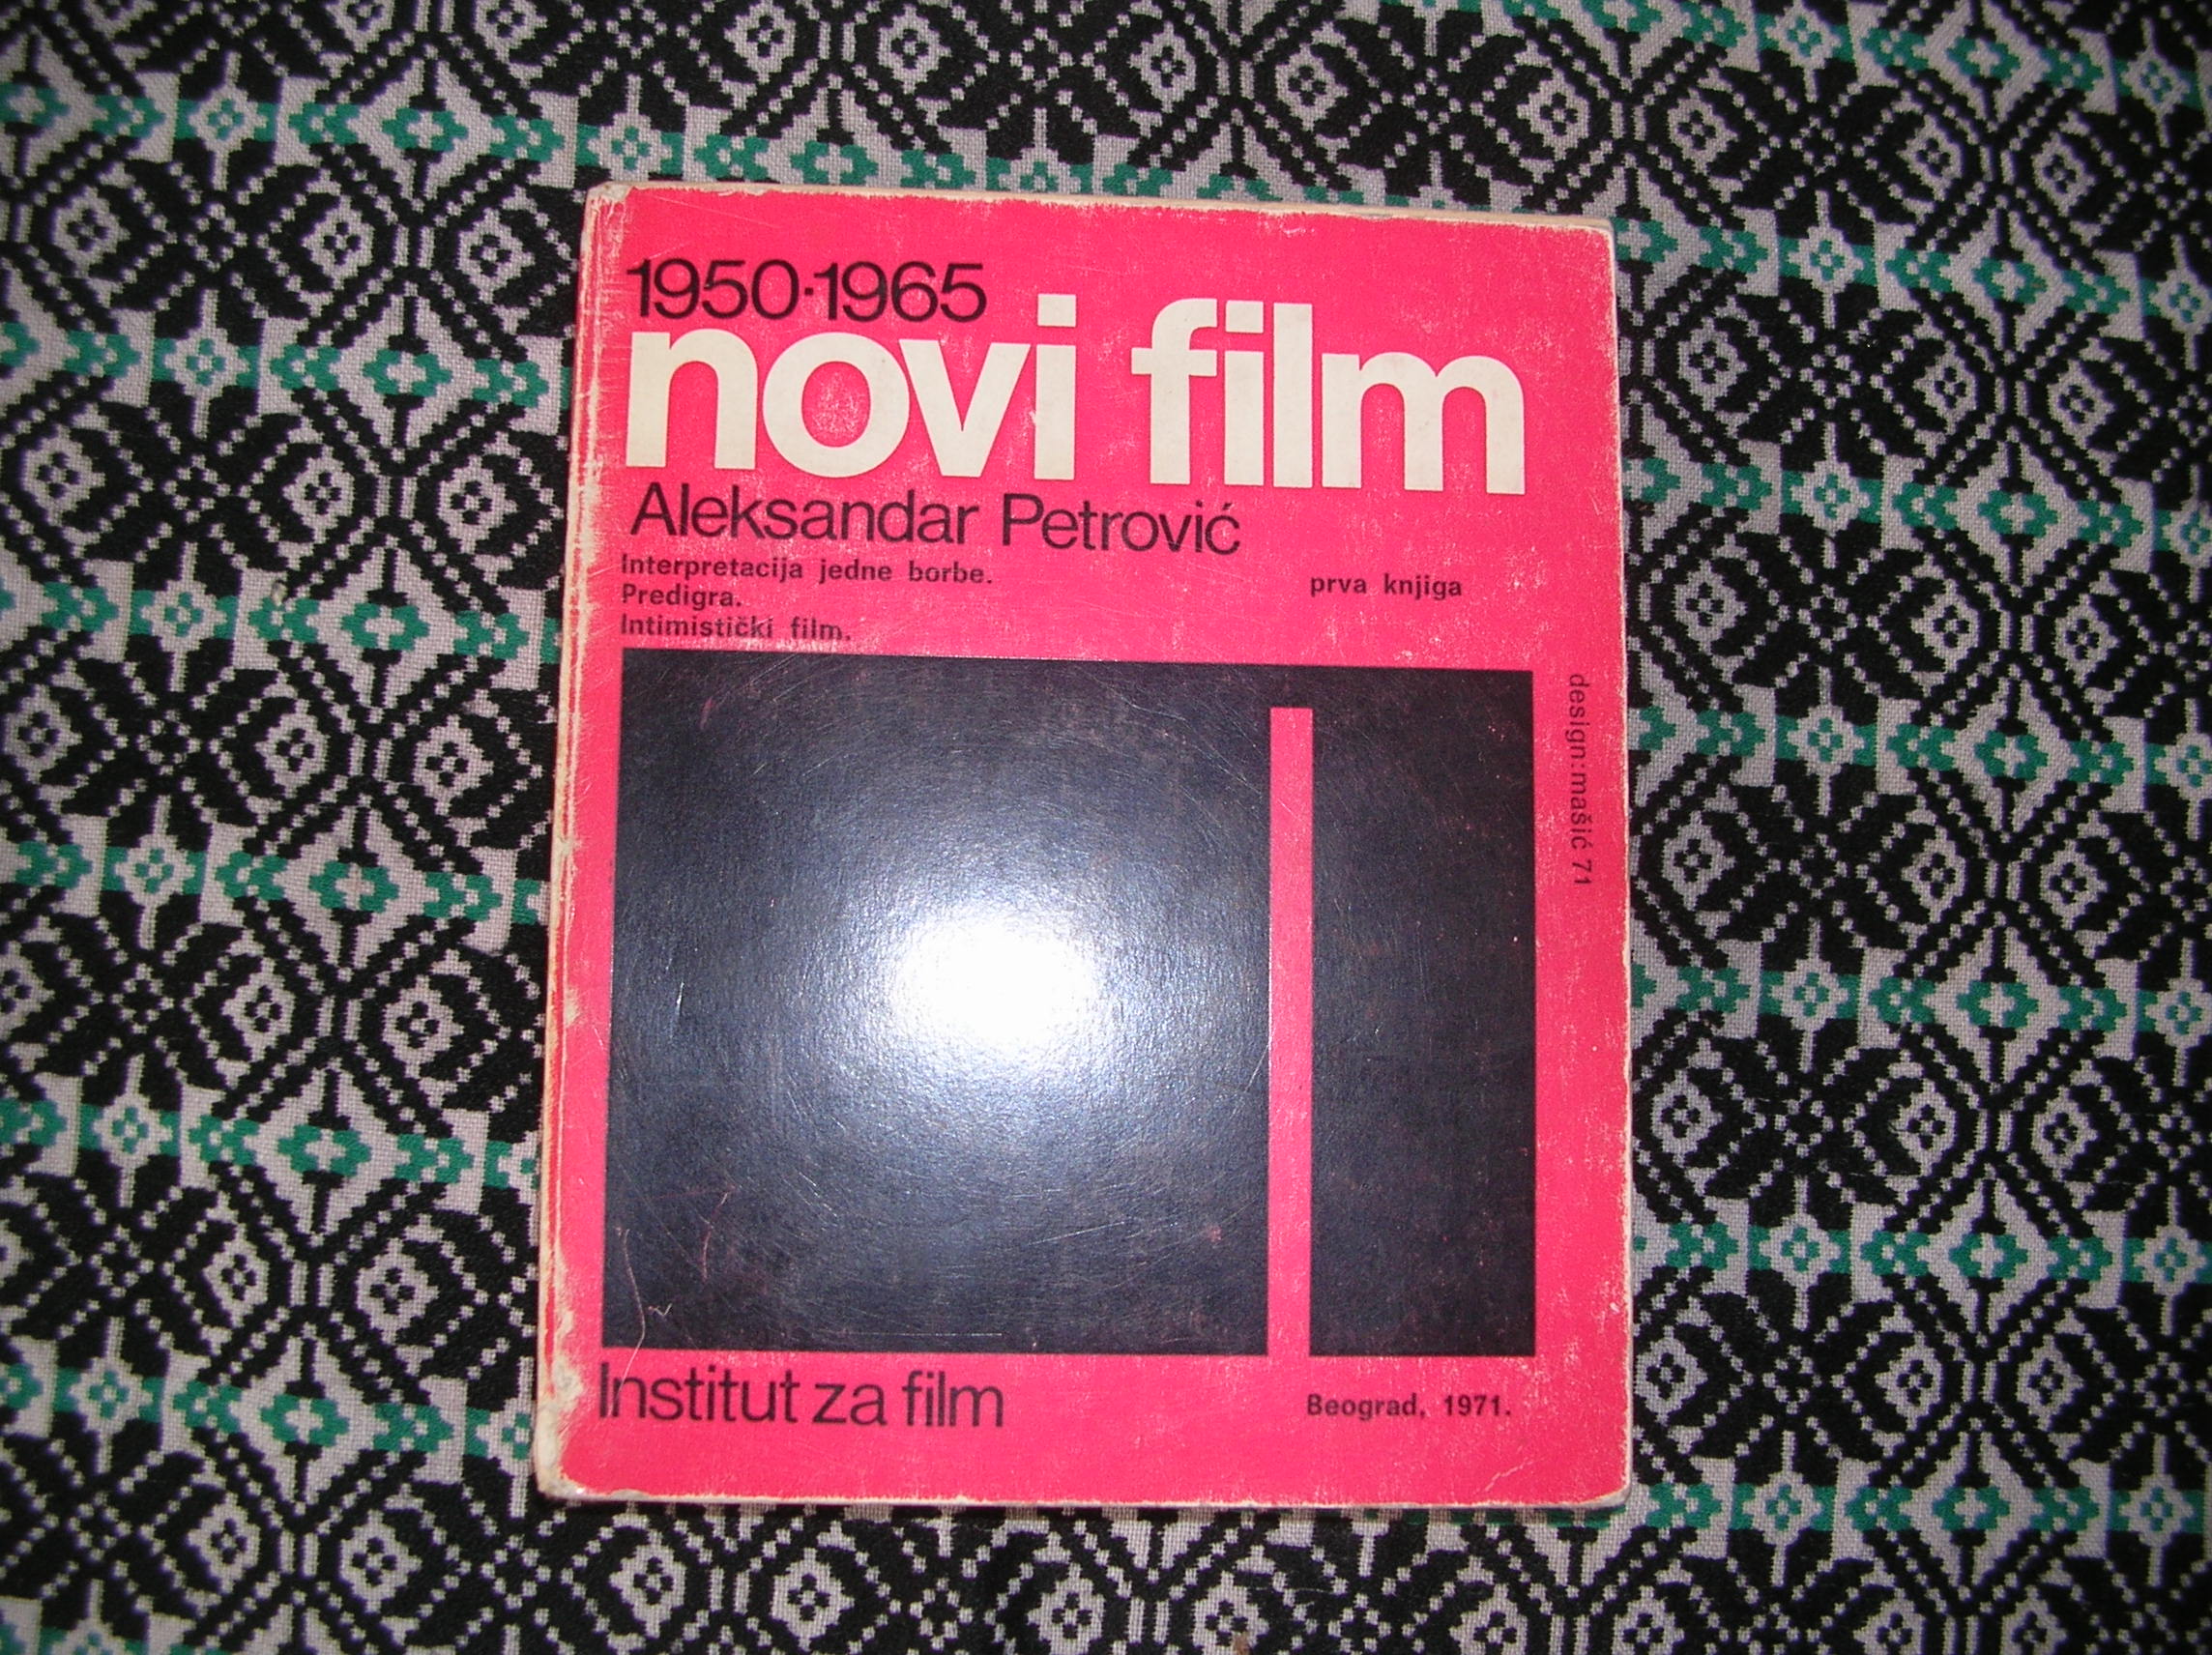 1950·1965
novi film
Aleksandar Petrović
Interpretacija jedne borbe.
Predigra.
Intimistički film.
prva knjiga
design:mašić 71
Institut za film
Beograd, 1971.